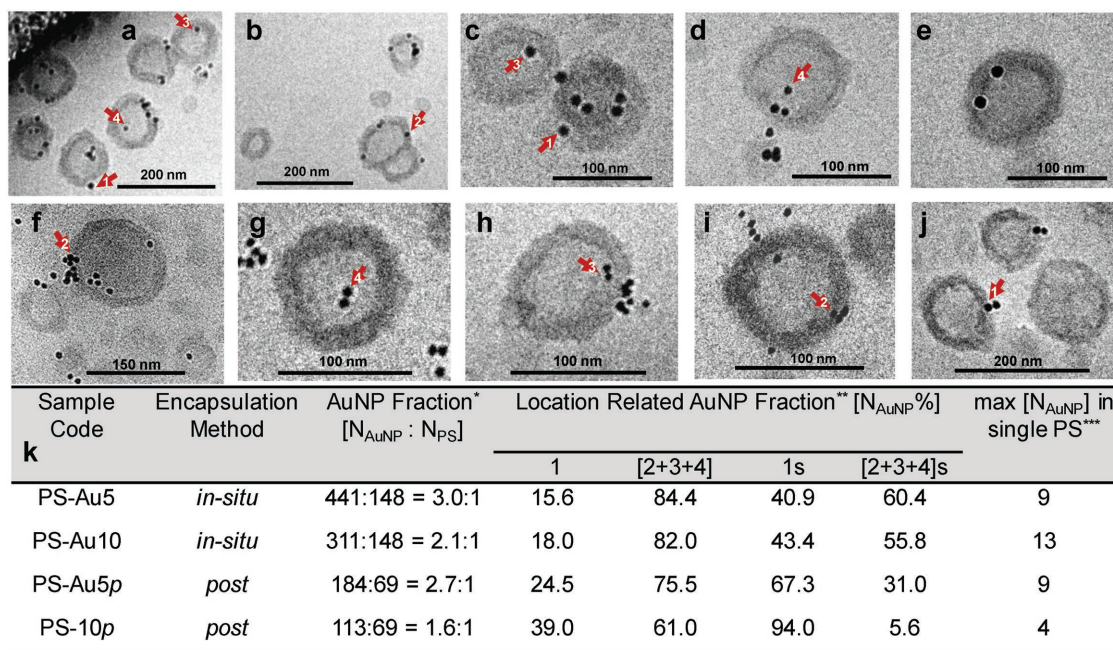 a b c d e
3 4 1
2
3 1
4
200 nm 200 nm 100 nm 100 nm 100 nm
f g h i j
2
4
3
2
1
150 nm 100 nm 100 nm 100 nm 200 nm
k
Sample Code Encapsulation Method AuNP Fraction* [N_AuNP : N_PS] Location Related AuNP Fraction** [N_AuNP%] max [N_AuNP] in single PS***
1 [2+3+4] 1s [2+3+4]s
PS-Au5 in-situ 441:148 = 3.0:1 15.6 84.4 40.9 60.4 9
PS-Au10 in-situ 311:148 = 2.1:1 18.0 82.0 43.4 55.8 13
PS-Au5p post 184:69 = 2.7:1 24.5 75.5 67.3 31.0 9
PS-10p post 113:69 = 1.6:1 39.0 61.0 94.0 5.6 4